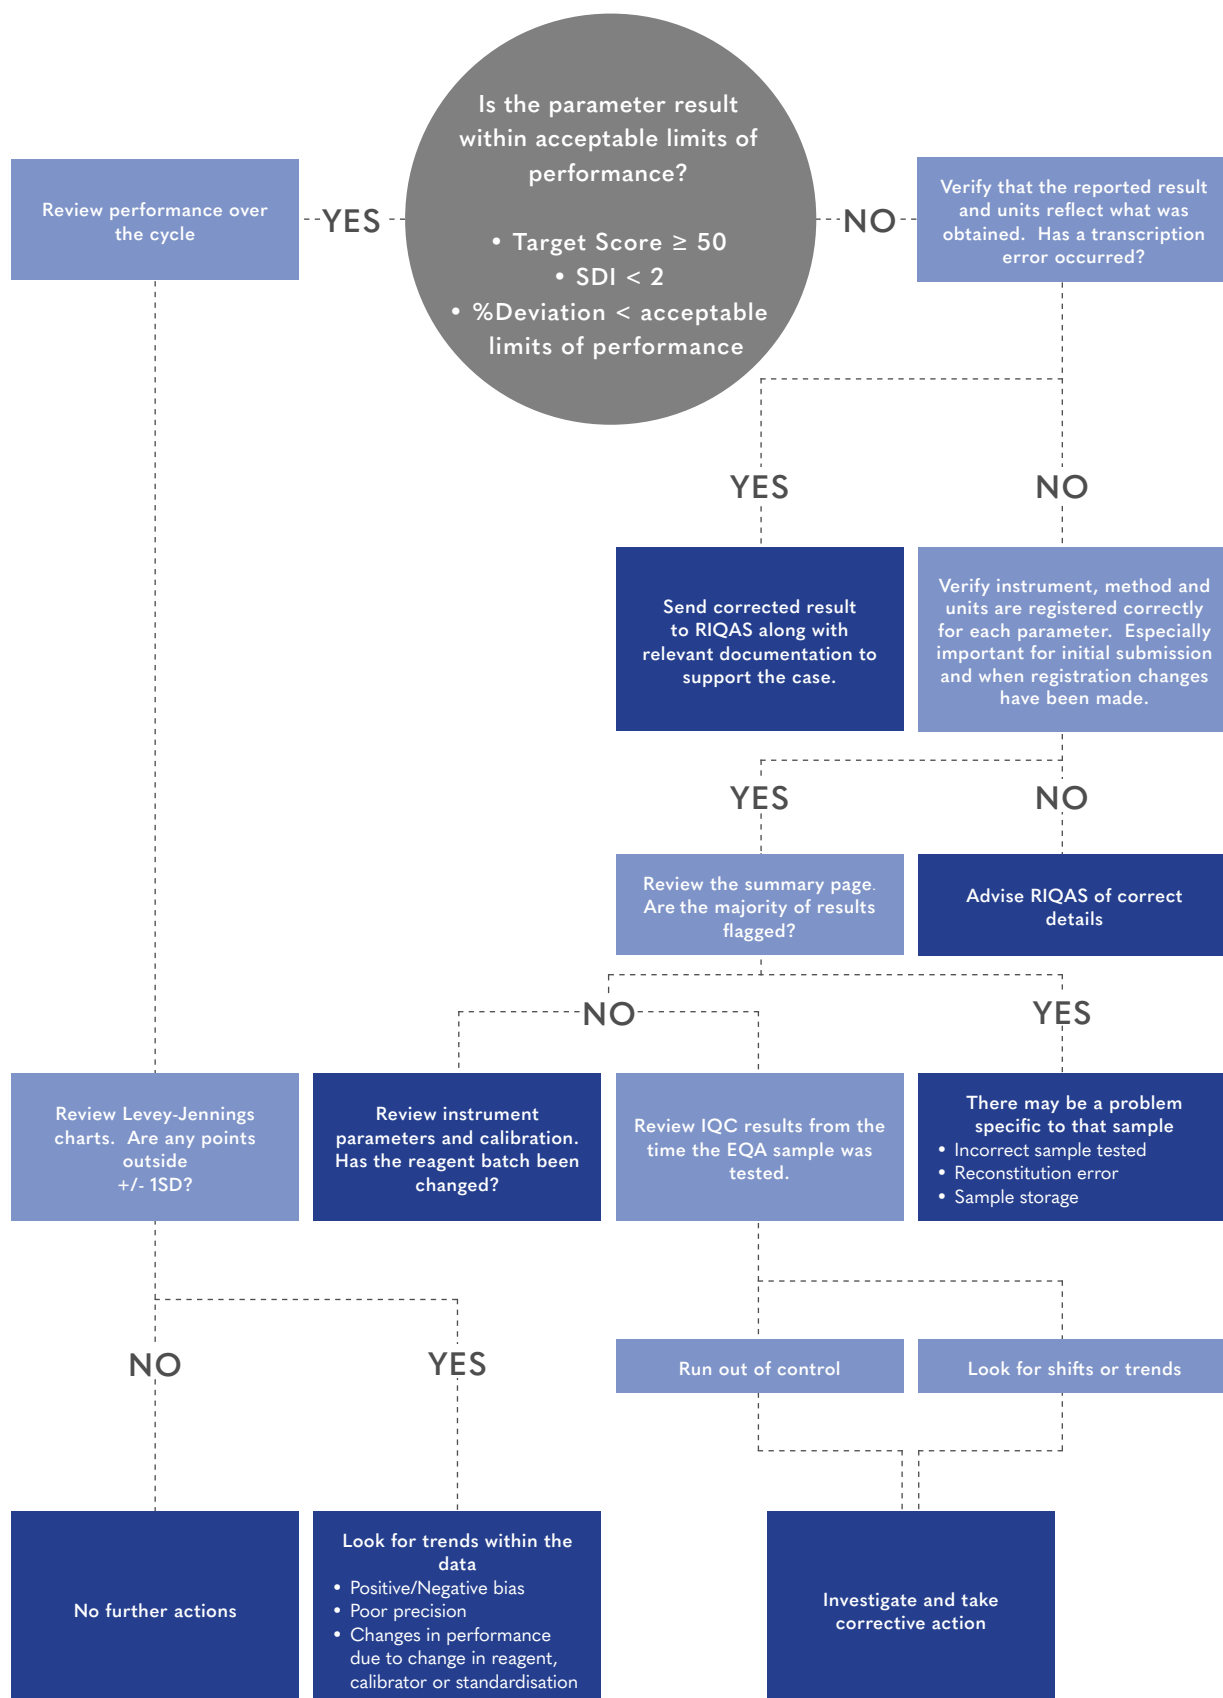 Is the parameter result
within acceptable limits of
performance?
• Target Score ≥ 50
• SDI < 2
• %Deviation < acceptable
limits of performance
YES
NO
Review performance over
the cycle
Verify that the reported result
and units reflect what was
obtained. Has a transcription
error occurred?
YES
NO
Send corrected result
to RIQAS along with
relevant documentation to
support the case.
Verify instrument, method and
units are registered correctly
for each parameter. Especially
important for initial submission
and when registration changes
have been made.
YES
NO
Review the summary page.
Are the majority of results
flagged?
Advise RIQAS of correct
details
NO
YES
Review Levey-Jennings
charts. Are any points
outside
+/- 1SD?
Review instrument
parameters and calibration.
Has the reagent batch been
changed?
Review IQC results from the
time the EQA sample was
tested.
There may be a problem
specific to that sample
• Incorrect sample tested
• Reconstitution error
• Sample storage
NO
YES
Run out of control
Look for shifts or trends
No further actions
Look for trends within the
data
• Positive/Negative bias
• Poor precision
• Changes in performance
due to change in reagent,
calibrator or standardisation
Investigate and take
corrective action